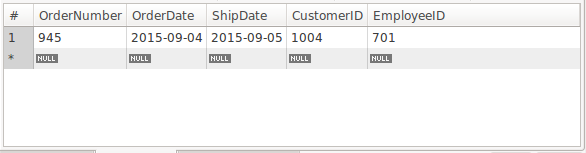 # OrderNumber OrderDate ShipDate CustomerID EmployeeID
1 945 2015-09-04 2015-09-05 1004 701
* NULL NULL NULL NULL NULL